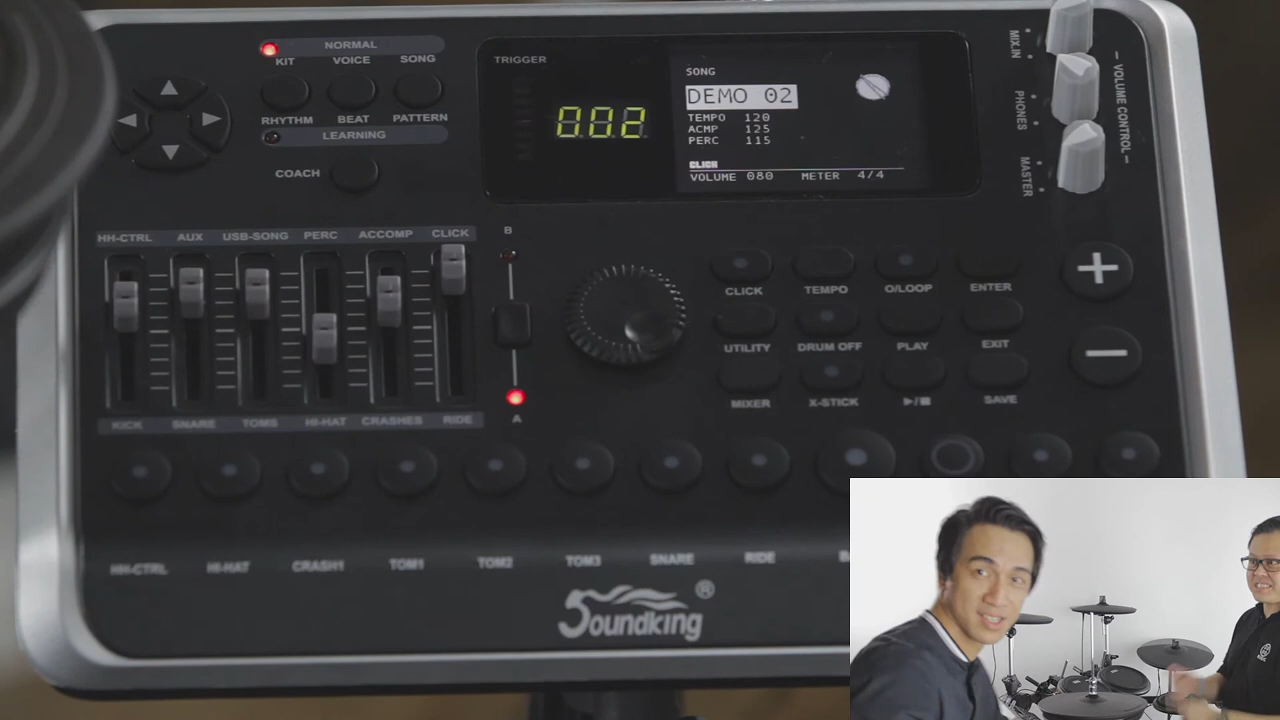 NORMAL
KIT VOICE SONG
RHYTHM BEAT PATTERN
LEARNING
COACH
TRIGGER
002
SONG
DEMO 02
TEMPO 120
ACMP 125
PERC 115
CLICK
VOLUME 080 METER 4/4
MIX.IN
PHONES
MASTER
VOLUME CONTROL
HH-CTRL AUX USB-SONG PERC ACCOMP CLICK
KICK SNARE TOMS HI-HAT CRASHES RIDE
B
A
CLICK TEMPO O/LOOP ENTER
UTILITY DRUM OFF PLAY EXIT
MIXER X-STICK ▶/■ SAVE
+
−
HH-CTRL HI-HAT CRASH1 TOM1 TOM2 TOM3 SNARE RIDE
Soundking®